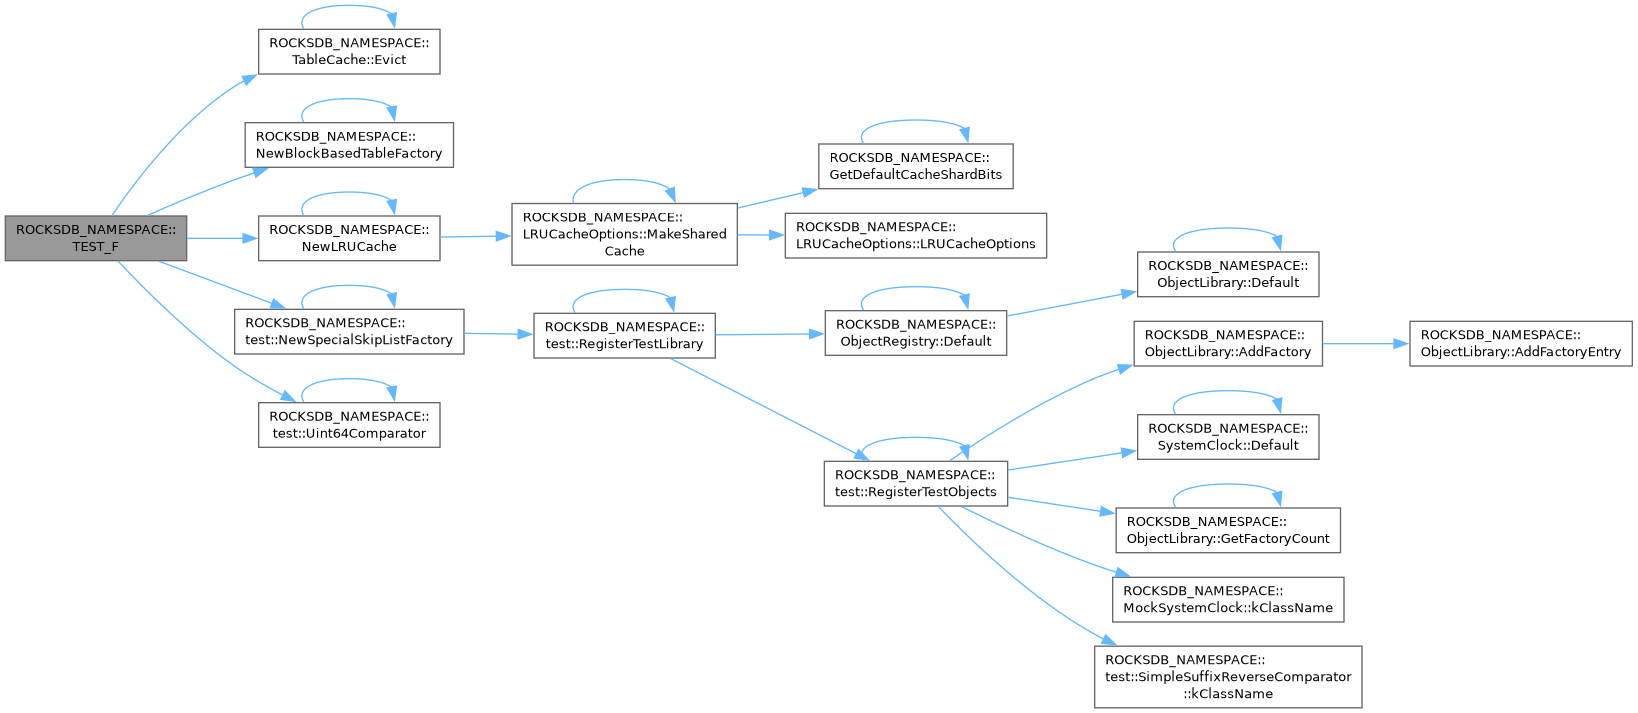 ROCKSDB_NAMESPACE::
TEST_F
ROCKSDB_NAMESPACE::
TableCache::Evict
ROCKSDB_NAMESPACE::
NewBlockBasedTableFactory
ROCKSDB_NAMESPACE::
NewLRUCache
ROCKSDB_NAMESPACE::
LRUCacheOptions::MakeShared
Cache
ROCKSDB_NAMESPACE::
GetDefaultCacheShardBits
ROCKSDB_NAMESPACE::
LRUCacheOptions::LRUCacheOptions
ROCKSDB_NAMESPACE::
test::NewSpecialSkipListFactory
ROCKSDB_NAMESPACE::
test::RegisterTestLibrary
ROCKSDB_NAMESPACE::
ObjectRegistry::Default
ROCKSDB_NAMESPACE::
ObjectLibrary::Default
ROCKSDB_NAMESPACE::
test::RegisterTestObjects
ROCKSDB_NAMESPACE::
ObjectLibrary::AddFactory
ROCKSDB_NAMESPACE::
ObjectLibrary::AddFactoryEntry
ROCKSDB_NAMESPACE::
SystemClock::Default
ROCKSDB_NAMESPACE::
ObjectLibrary::GetFactoryCount
ROCKSDB_NAMESPACE::
MockSystemClock::kClassName
ROCKSDB_NAMESPACE::
test::SimpleSuffixReverseComparator
::kClassName
ROCKSDB_NAMESPACE::
test::Uint64Comparator